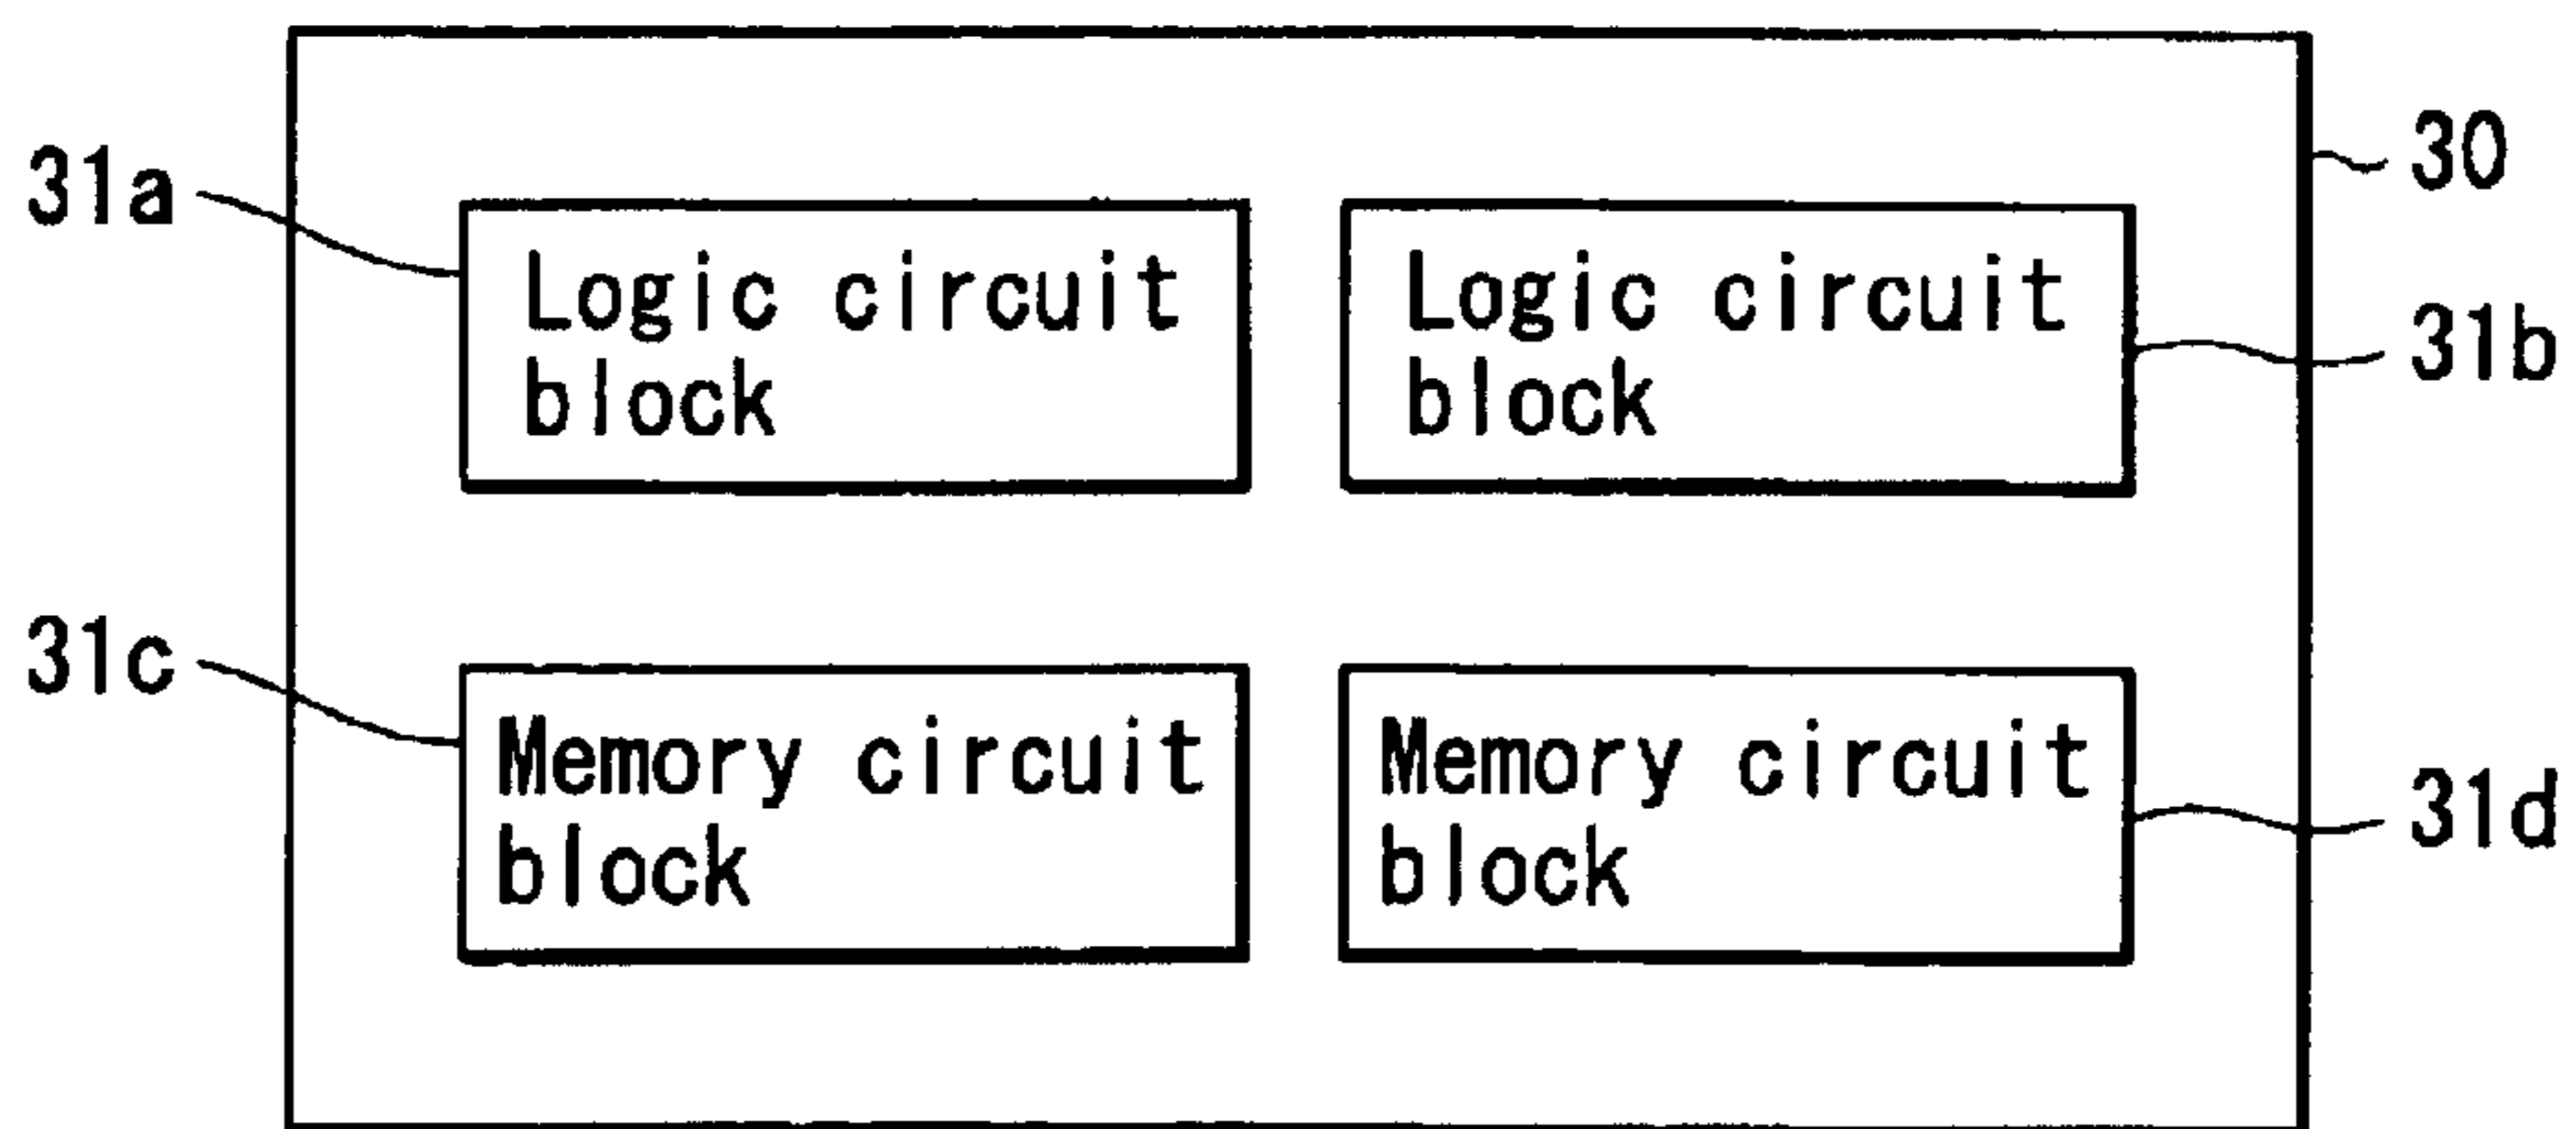 30
31a
Logic circuit
block
Logic circuit
block
31b
31c
Memory circuit
block
Memory circuit
block
31d